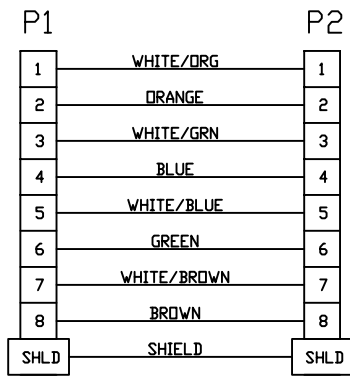 P1 P2
1 WHITE/ORG 1
2 ORANGE 2
3 WHITE/GRN 3
4 BLUE 4
5 WHITE/BLUE 5
6 GREEN 6
7 WHITE/BROWN 7
8 BROWN 8
SHLD SHIELD SHLD